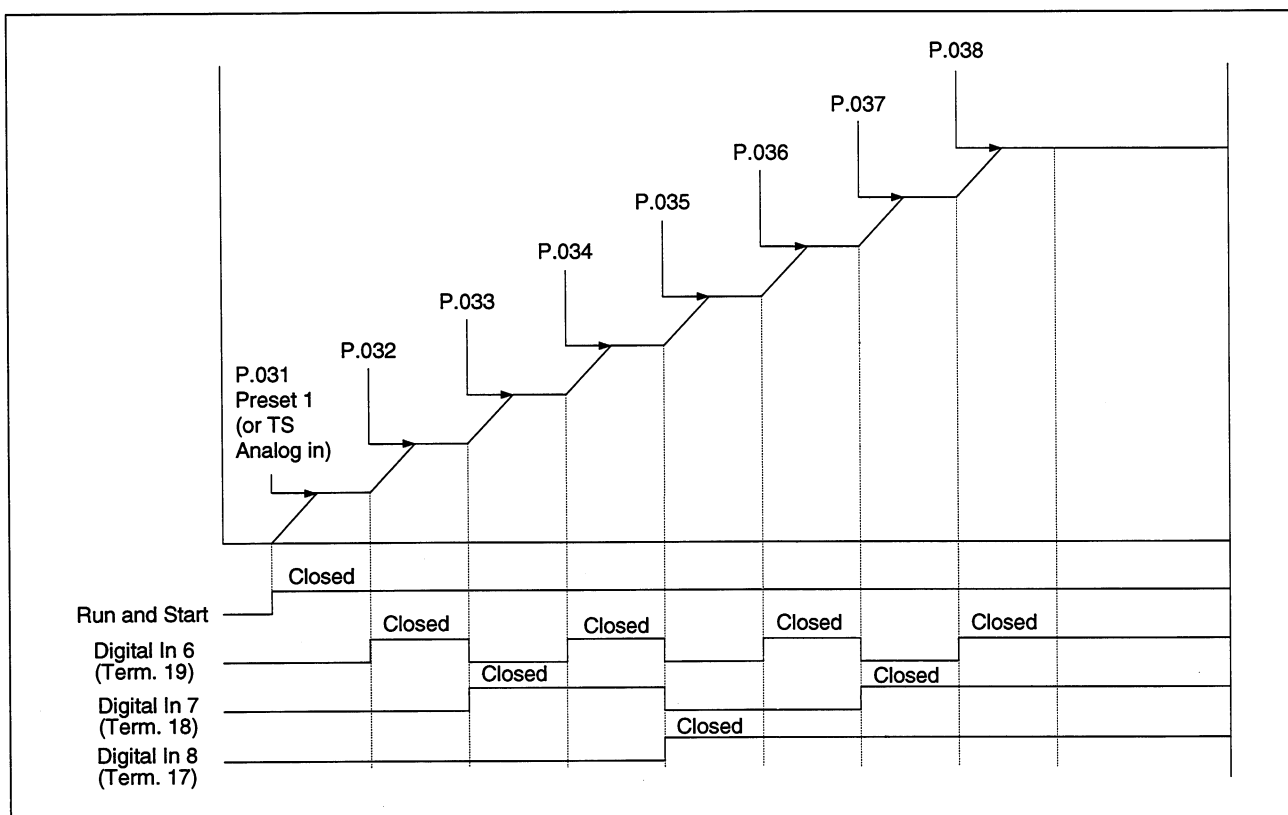 P.038
P.037
P.036
P.035
P.034
P.033
P.032
P.031
Preset 1
(or TS
Analog in)
Closed
Run and Start
Closed
Closed
Closed
Closed
Digital In 6
(Term. 19)
Closed
Closed
Digital In 7
(Term. 18)
Closed
Digital In 8
(Term. 17)